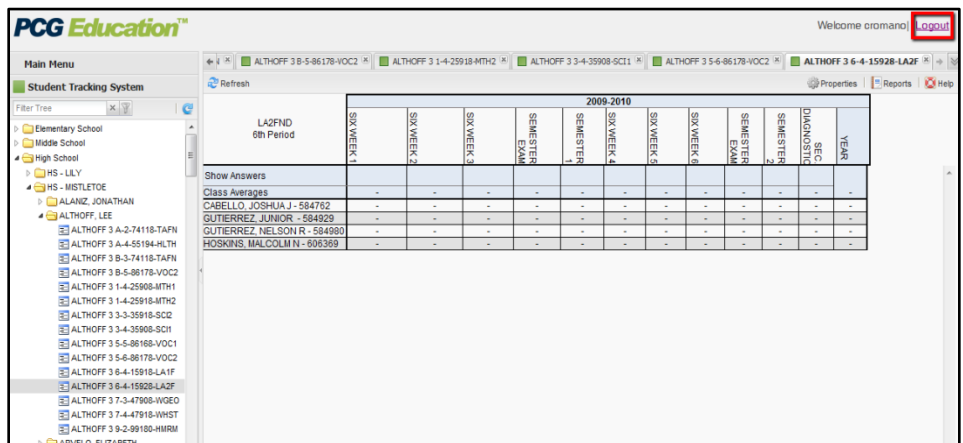 PCG Education™
Welcome cromano| Logout
Main Menu
ALTHOFF 3 B-5-86178-VOC2
ALTHOFF 3 1-4-25918-MTH2
ALTHOFF 3 3-4-35908-SCI1
ALTHOFF 3 5-6-86178-VOC2
ALTHOFF 3 6-4-15928-LA2F
Student Tracking System
Refresh
Properties
Reports
Help
Filter Tree
Elementary School
Middle School
High School
HS - LILY
HS - MISTLETOE
ALANIZ, JONATHAN
ALTHOFF, LEE
ALTHOFF 3 A-2-74118-TAFN
ALTHOFF 3 A-4-55194-HLTH
ALTHOFF 3 B-3-74118-TAFN
ALTHOFF 3 B-5-86178-VOC2
ALTHOFF 3 1-4-25908-MTH1
ALTHOFF 3 1-4-25918-MTH2
ALTHOFF 3 3-3-35918-SCI2
ALTHOFF 3 3-4-35908-SCI1
ALTHOFF 3 5-5-86168-VOC1
ALTHOFF 3 5-6-86178-VOC2
ALTHOFF 3 6-4-15918-LA1F
ALTHOFF 3 6-4-15928-LA2F
ALTHOFF 3 7-3-47908-WGEO
ALTHOFF 3 7-4-47918-WHST
ALTHOFF 3 9-2-99180-HMRM
ARVELO, ELIZABETH
2009-2010
LA2FND
6th Period
SIX WEEK 1
SIX WEEK 2
SIX WEEK 3
SEMESTER EXAM
SEMESTER 1
SIX WEEK 4
SIX WEEK 5
SIX WEEK 6
SEMESTER EXAM
SEMESTER 2
SEC. DIAGNOSTIC
YEAR
Show Answers
Class Averages - - - - - - - - - - - -
CABELLO, JOSHUA J - 584762 - - - - - - - - - - - -
GUTIERREZ, JUNIOR - 584929 - - - - - - - - - - - -
GUTIERREZ, NELSON R - 584980 - - - - - - - - - - - -
HOSKINS, MALCOLM N - 606369 - - - - - - - - - - - -